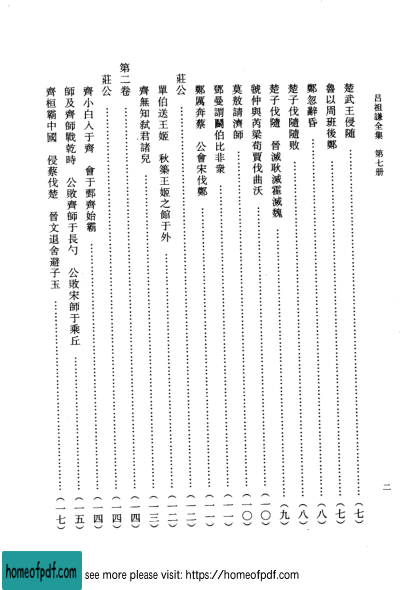 呂祖謙全集　第七册
二
楚武王侵隨……（七）
魯以周班後鄭……（七）
鄭忽辭昏……（八）
楚子伐隨隨敗……（八）
楚子伐隨　晉滅耿滅霍滅魏……（九）
虢仲與芮梁荀賈伐曲沃……（一〇）
莫敖請濟師……（一〇）
鄧曼謂鬭伯比非衆……（一一）
鄭厲奔蔡　公會宋伐鄭……（一一）
莊公……（一二）
單伯送王姬　秋築王姬之館于外……（一二）
齊無知弑君諸兒……（一三）
第二卷……（一四）
莊公……（一四）
齊小白入于齊　會于鄄齊始霸……（一四）
師及齊師戰乾時　公敗齊師于長勺　公敗宋師于乘丘……（一五）
齊桓霸中國　侵蔡伐楚　晉文退舍避子玉……（一七）
homeofpdf.com
see more please visit: https://homeofpdf.com